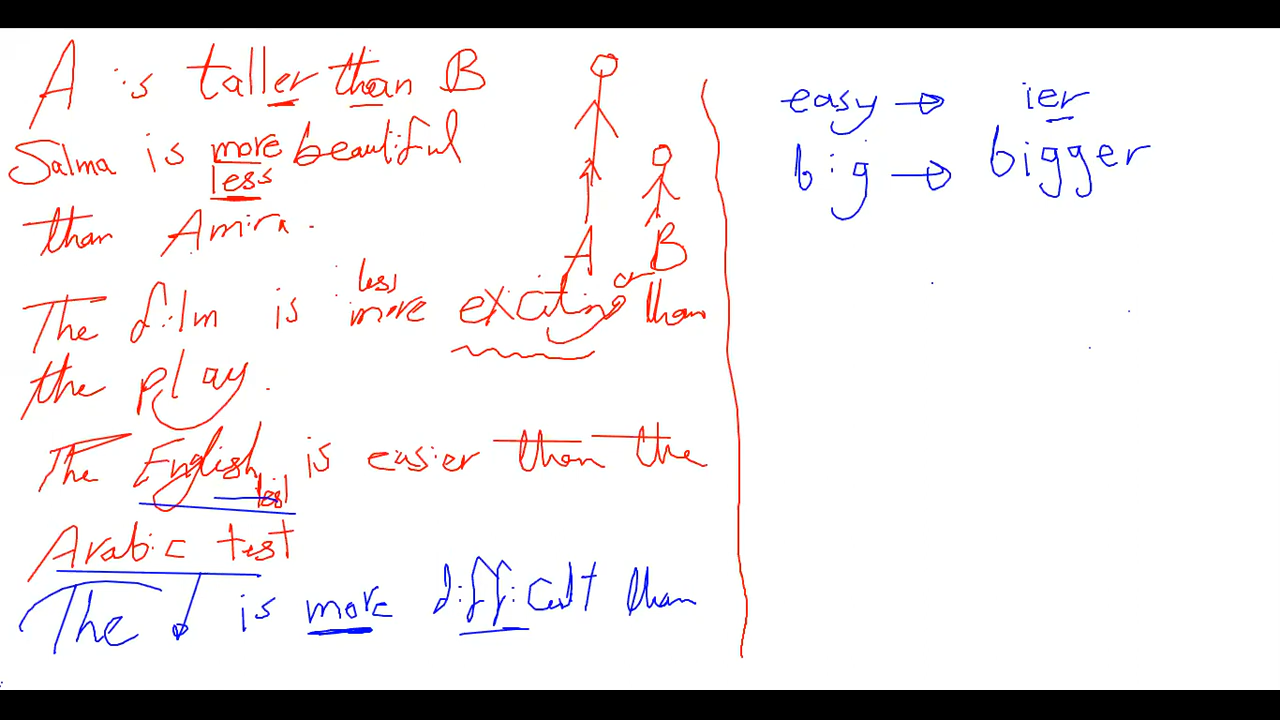 A is taller than B
Salma is more beautiful
less
than Amira.
A B
less or
The film is more exciting than
the play.
The English is easier than the
test
Arabic test
The is more difficult than
easy → ier
big → bigger